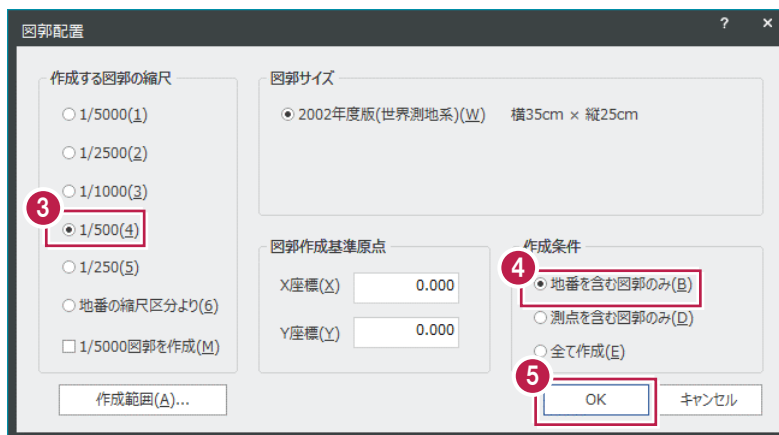 図郭配置
? ×
作成する図郭の縮尺
1/5000(1)
1/2500(2)
1/1000(3)
3
1/500(4)
1/250(5)
地番の縮尺区分より(6)
1/5000図郭を作成(M)
作成範囲(A)...
図郭サイズ
2002年度版(世界測地系)(W) 横35cm × 縦25cm
図郭作成基準原点
X座標(X) 0.000
Y座標(Y) 0.000
作成条件
4
地番を含む図郭のみ(B)
測点を含む図郭のみ(D)
全て作成(E)
5
OK キャンセル